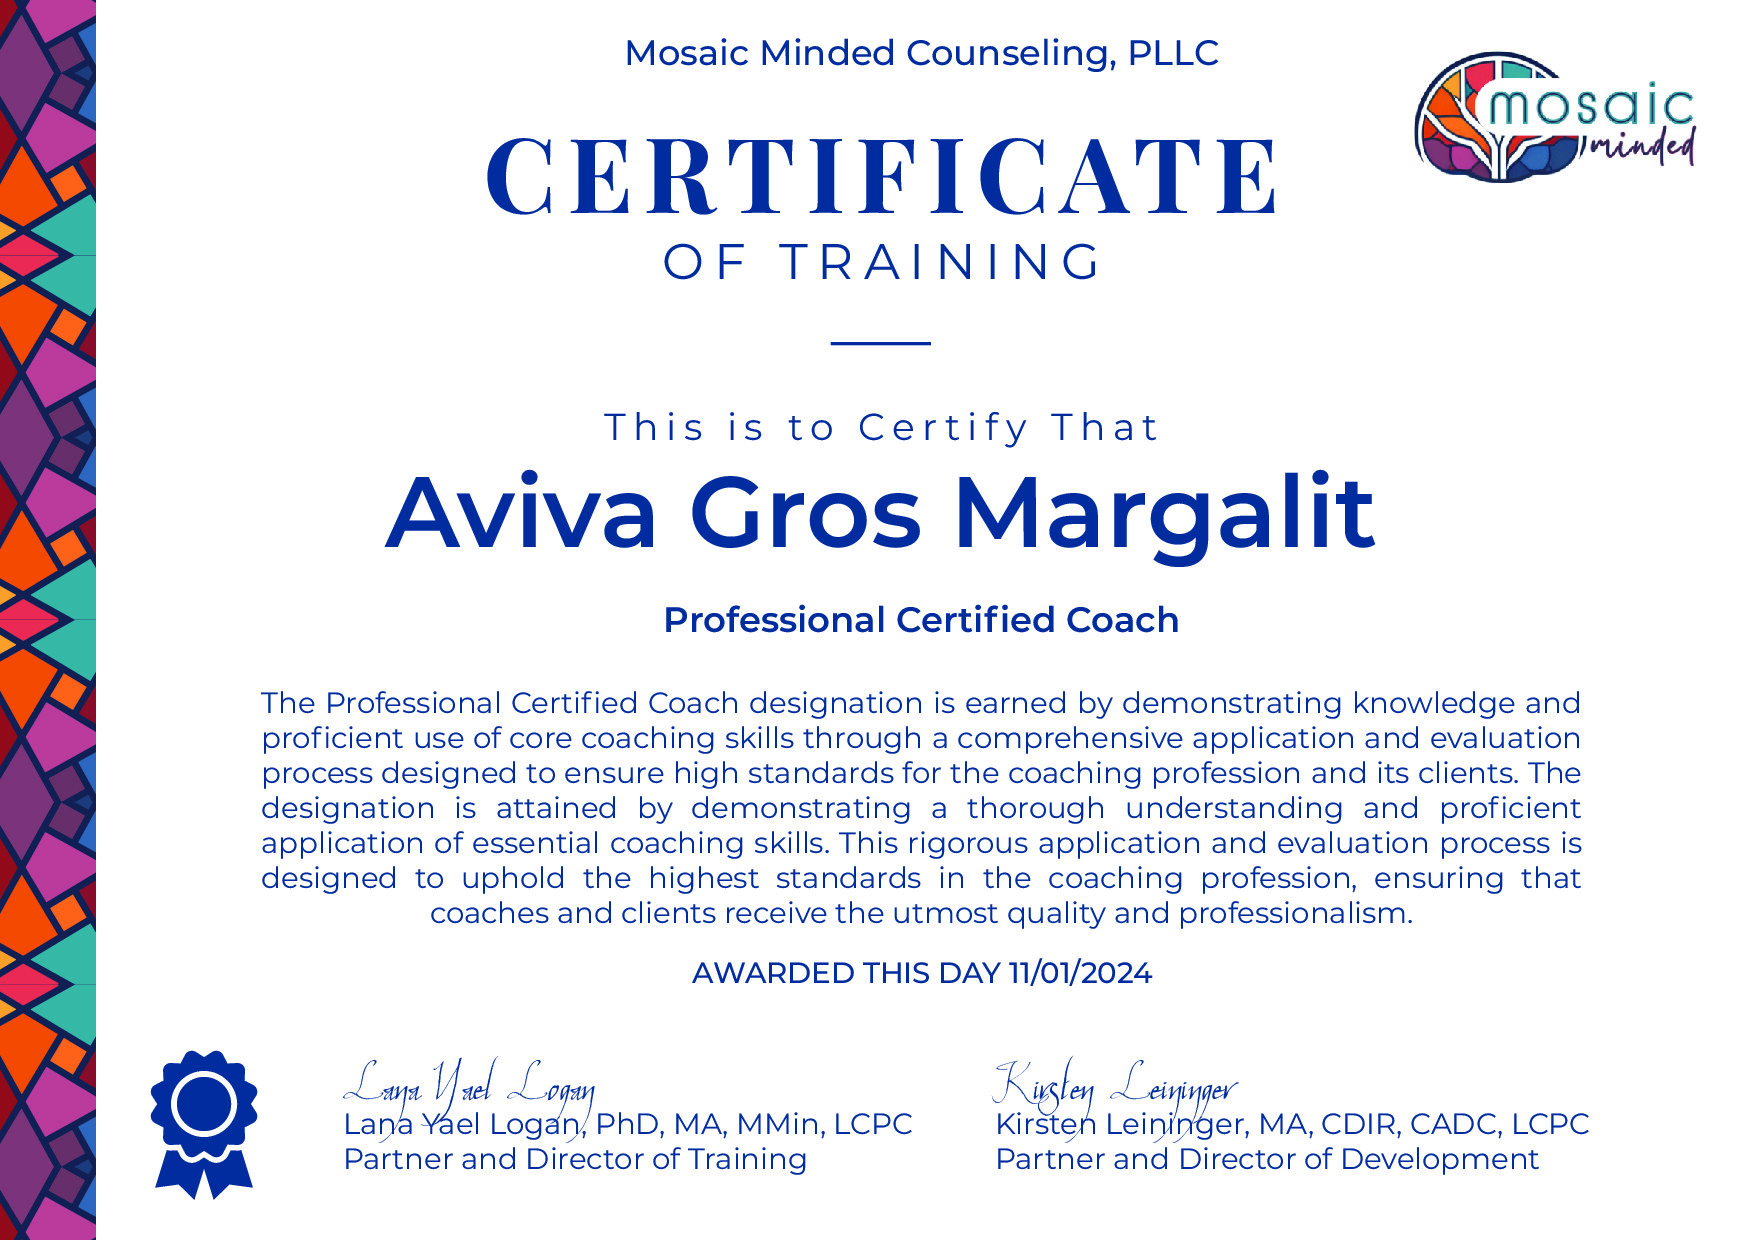 Mosaic Minded Counseling, PLLC
mosaic
minded
CERTIFICATE
OF TRAINING
This is to Certify That
Aviva Gros Margalit
Professional Certified Coach
The Professional Certified Coach designation is earned by demonstrating knowledge and
proficient use of core coaching skills through a comprehensive application and evaluation
process designed to ensure high standards for the coaching profession and its clients. The
designation is attained by demonstrating a thorough understanding and proficient
application of essential coaching skills. This rigorous application and evaluation process is
designed to uphold the highest standards in the coaching profession, ensuring that
coaches and clients receive the utmost quality and professionalism.
AWARDED THIS DAY 11/01/2024
Lana Yael Logan
Lana Yael Logan, PhD, MA, MMin, LCPC
Partner and Director of Training
Kirsten Leininger
Kirsten Leininger, MA, CDIR, CADC, LCPC
Partner and Director of Development